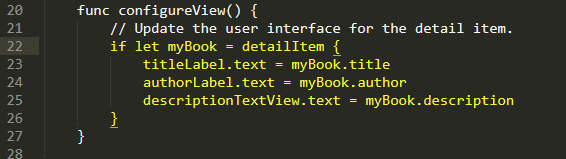 20 func configureView() {
21 // Update the user interface for the detail item.
22 if let myBook = detailItem {
23 titleLabel.text = myBook.title
24 authorLabel.text = myBook.author
25 descriptionTextView.text = myBook.description
26 }
27 }
28